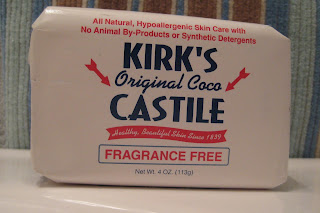 All Natural, Hypoallergenic Skin Care with
No Animal By-Products or Synthetic Detergents
KIRK'S
Original Coco
CASTILE
Healthy, Beautiful Skin Since 1839
FRAGRANCE FREE
Net Wt. 4 OZ. (113g)